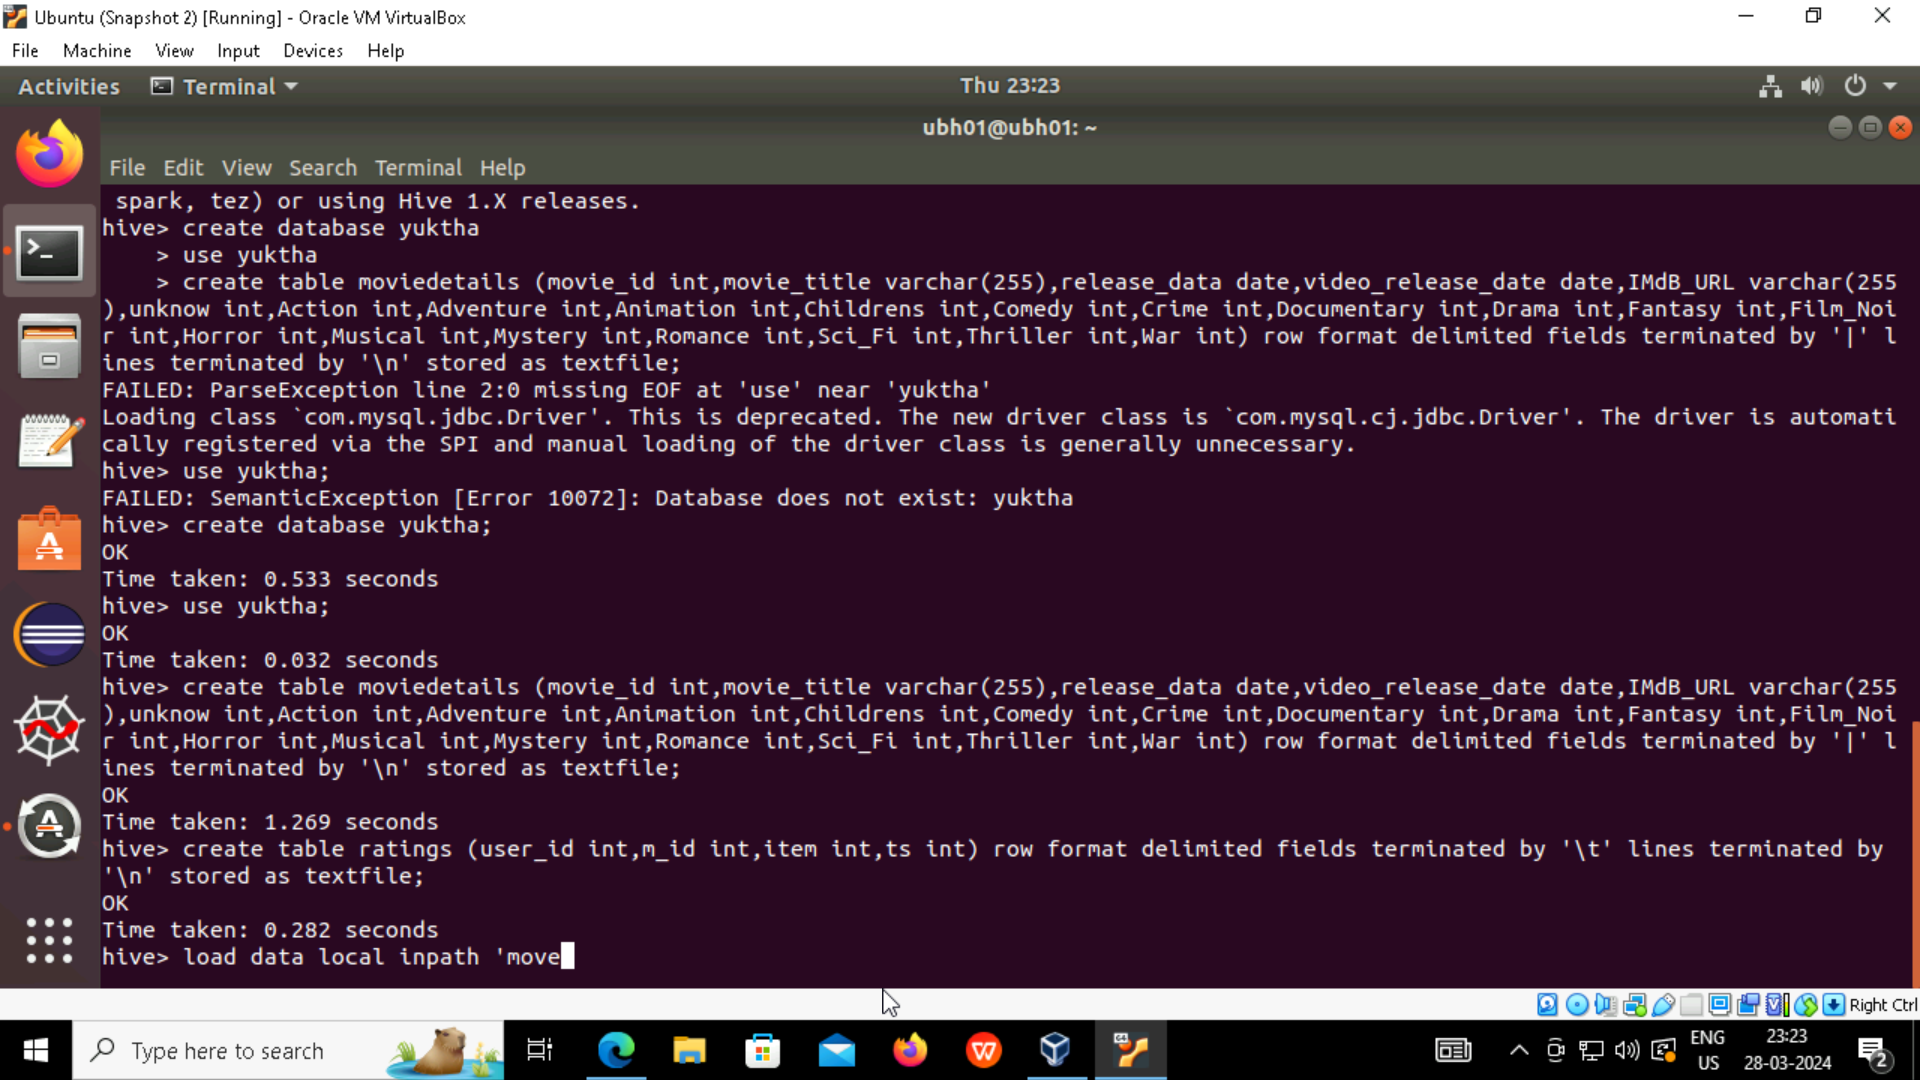 Ubuntu (Snapshot 2) [Running] - Oracle VM VirtualBox
File Machine View Input Devices Help
Activities Terminal Thu 23:23
ubh01@ubh01: ~
File Edit View Search Terminal Help
spark, tez) or using Hive 1.X releases.
hive> create database yuktha
> use yuktha
> create table moviedetails (movie_id int,movie_title varchar(255),release_data date,video_release_date date,IMdB_URL varchar(255
),unknow int,Action int,Adventure int,Animation int,Childrens int,Comedy int,Crime int,Documentary int,Drama int,Fantasy int,Film_Noi
r int,Horror int,Musical int,Mystery int,Romance int,Sci_Fi int,Thriller int,War int) row format delimited fields terminated by '|' l
ines terminated by '\n' stored as textfile;
FAILED: ParseException line 2:0 missing EOF at 'use' near 'yuktha'
Loading class `com.mysql.jdbc.Driver'. This is deprecated. The new driver class is `com.mysql.cj.jdbc.Driver'. The driver is automati
cally registered via the SPI and manual loading of the driver class is generally unnecessary.
hive> use yuktha;
FAILED: SemanticException [Error 10072]: Database does not exist: yuktha
hive> create database yuktha;
OK
Time taken: 0.533 seconds
hive> use yuktha;
OK
Time taken: 0.032 seconds
hive> create table moviedetails (movie_id int,movie_title varchar(255),release_data date,video_release_date date,IMdB_URL varchar(255
),unknow int,Action int,Adventure int,Animation int,Childrens int,Comedy int,Crime int,Documentary int,Drama int,Fantasy int,Film_Noi
r int,Horror int,Musical int,Mystery int,Romance int,Sci_Fi int,Thriller int,War int) row format delimited fields terminated by '|' l
ines terminated by '\n' stored as textfile;
OK
Time taken: 1.269 seconds
hive> create table ratings (user_id int,m_id int,item int,ts int) row format delimited fields terminated by '\t' lines terminated by
'\n' stored as textfile;
OK
Time taken: 0.282 seconds
hive> load data local inpath 'move
Right Ctrl
Type here to search
ENG
US
23:23
28-03-2024
2